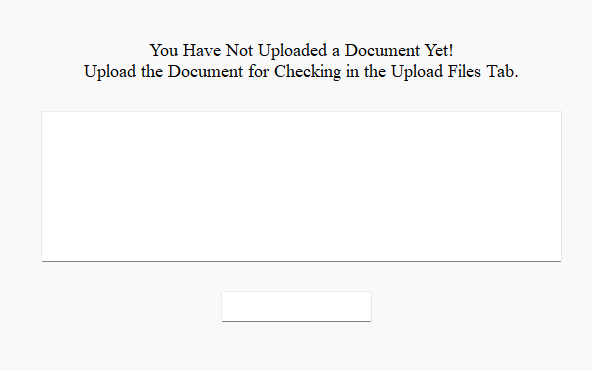 You Have Not Uploaded a Document Yet!
Upload the Document for Checking in the Upload Files Tab.